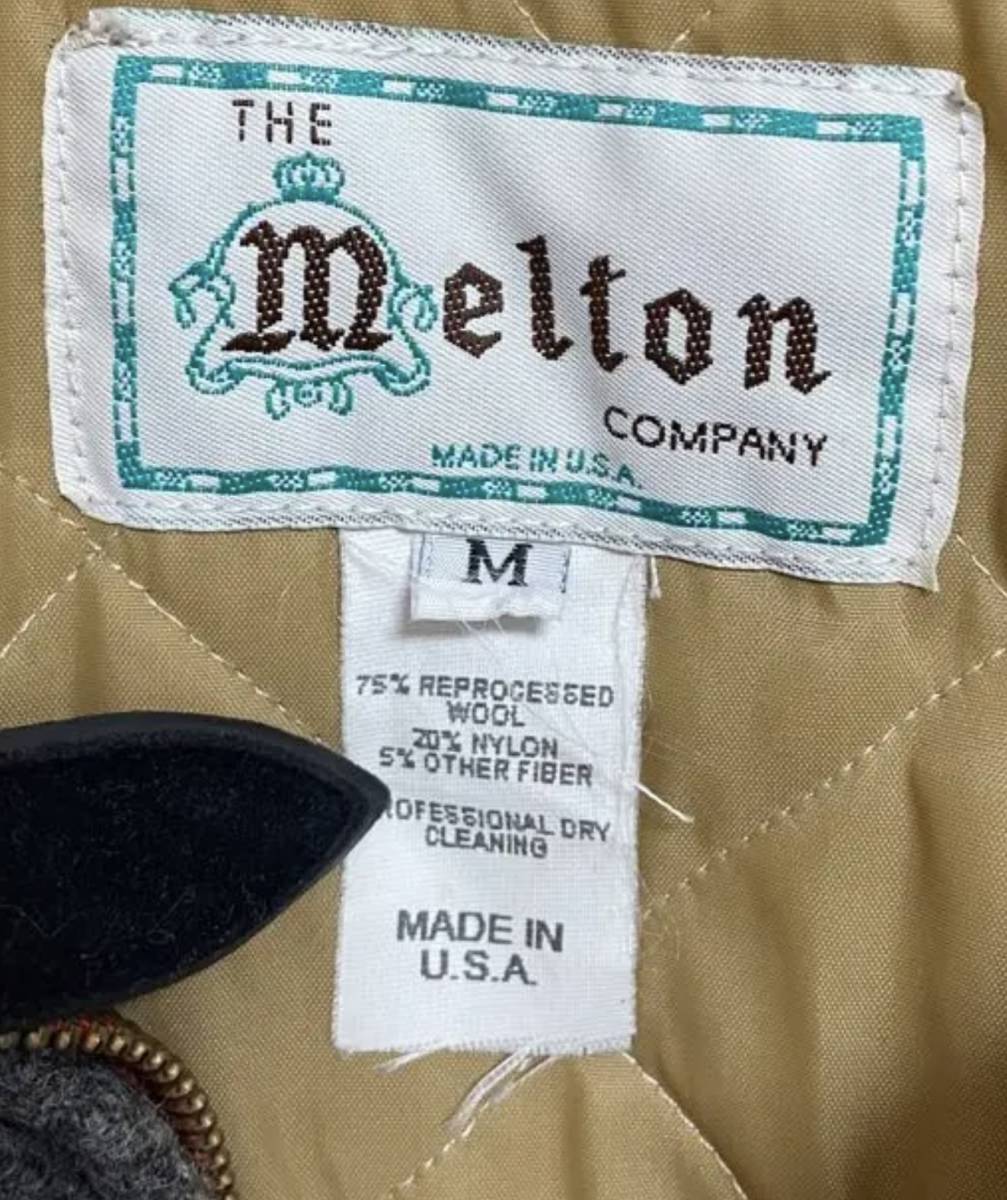 THE
Melton
COMPANY
MADE IN U.S.A.
M
75% REPROCESSED
WOOL
20% NYLON
5% OTHER FIBER
ROFESSIONAL DRY
CLEANING
MADE IN
U.S.A.